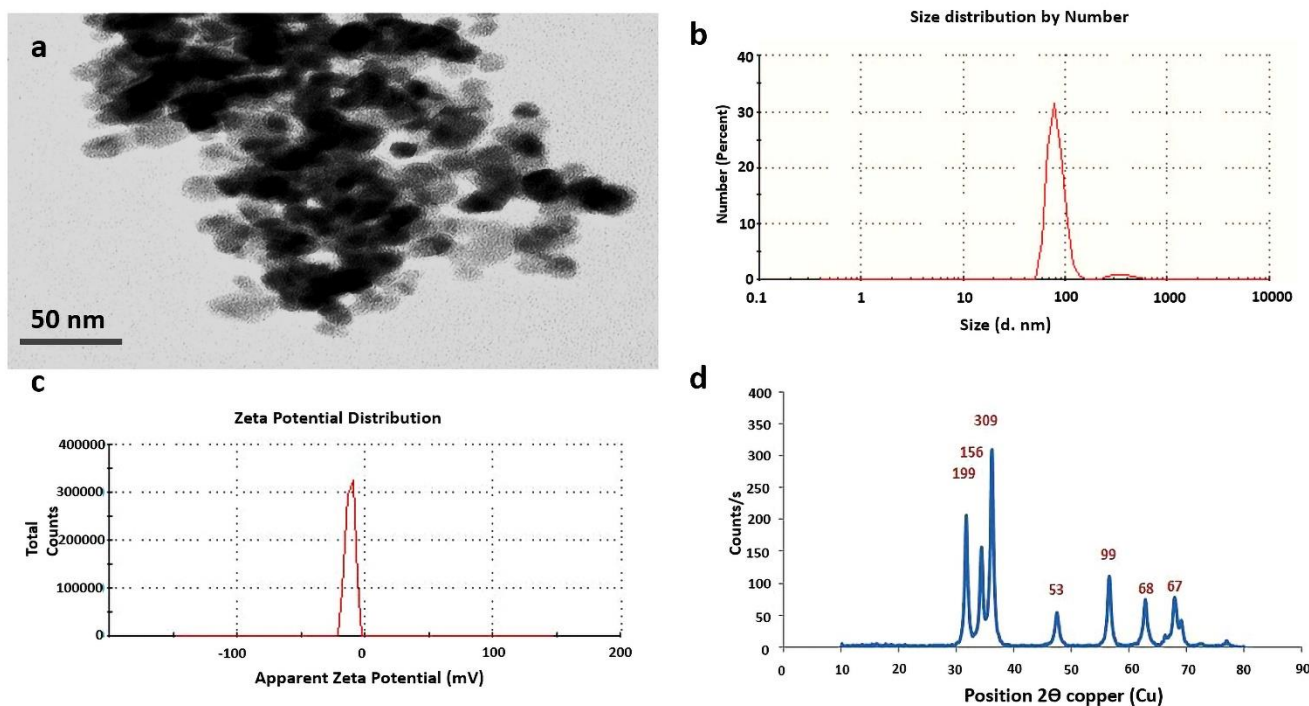 a
50 nm
b
Size distribution by Number
Number (Percent)
40
30
20
10
0
0.1 1 10 100 1000 10000
Size (d. nm)
c
Zeta Potential Distribution
Total
Counts
400000
300000
200000
100000
0
-100 0 100 200
Apparent Zeta Potential (mV)
d
Counts/s
400
350
300
250
200
150
100
50
0
309
156
199
53
99
68
67
0 10 20 30 40 50 60 70 80 90
Position 2Θ copper (Cu)